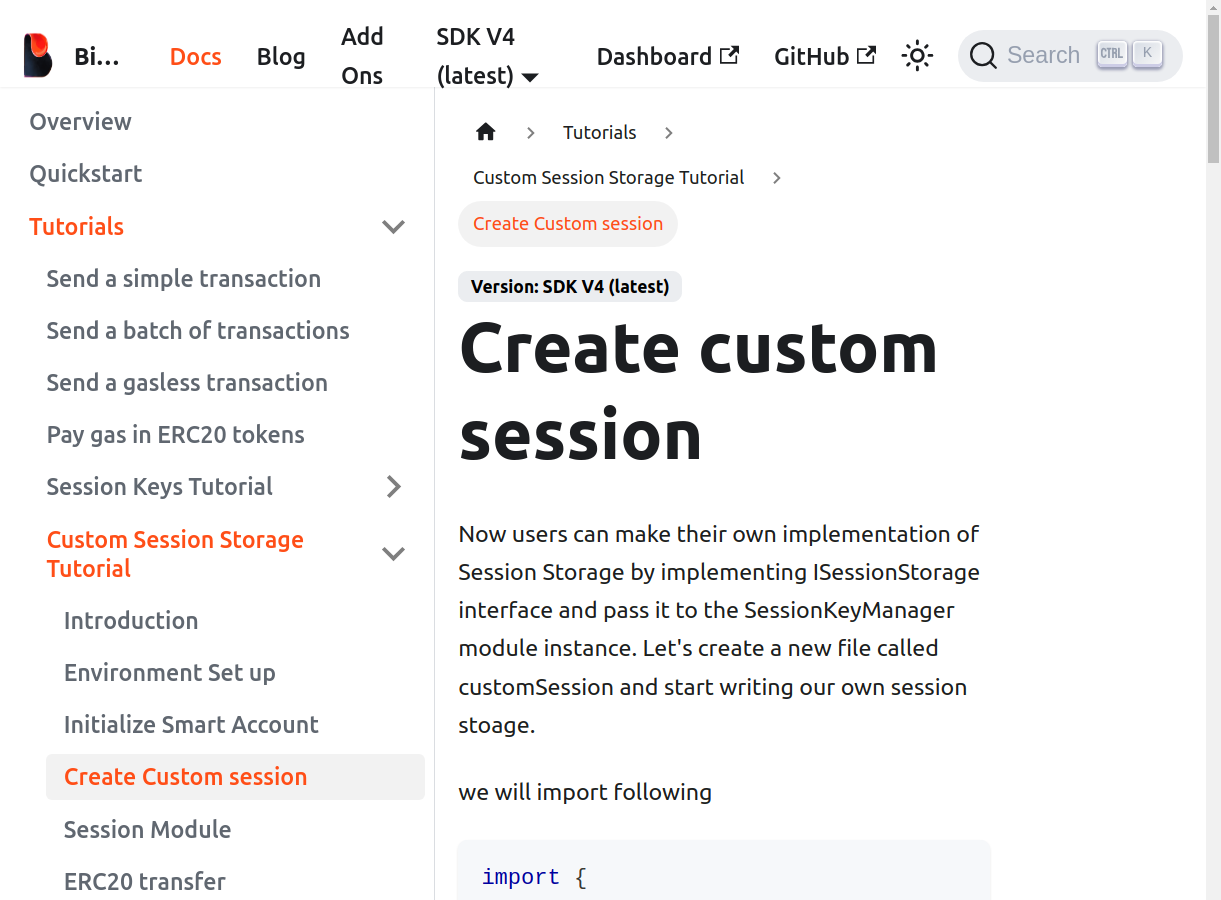 Bi...
Docs
Blog
Add
Ons
SDK V4
(latest)
Dashboard
GitHub
Search
CTRL
K
Overview
Quickstart
Tutorials
Send a simple transaction
Send a batch of transactions
Send a gasless transaction
Pay gas in ERC20 tokens
Session Keys Tutorial
Custom Session Storage
Tutorial
Introduction
Environment Set up
Initialize Smart Account
Create Custom session
Session Module
ERC20 transfer
Tutorials
Custom Session Storage Tutorial
Create Custom session
Version: SDK V4 (latest)
Create custom
session
Now users can make their own implementation of
Session Storage by implementing ISessionStorage
interface and pass it to the SessionKeyManager
module instance. Let's create a new file called
customSession and start writing our own session
stoage.
we will import following
import {